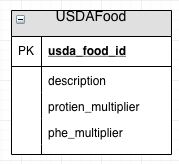 USDAFood
PK usda_food_id
description
protien_multiplier
phe_multiplier